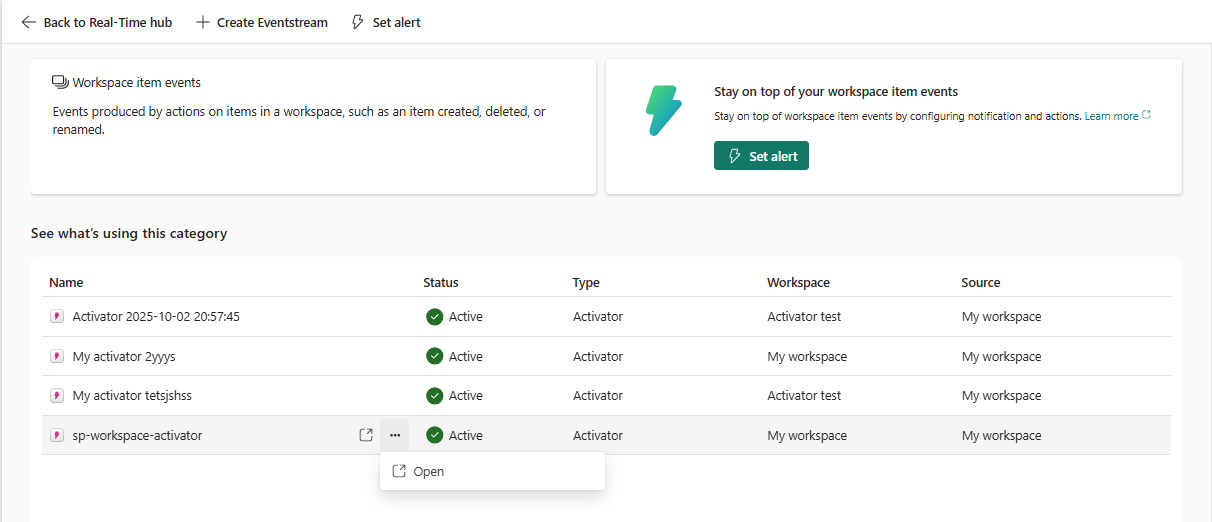 Back to Real-Time hub Create Eventstream Set alert
Workspace item events
Events produced by actions on items in a workspace, such as an item created, deleted, or
renamed.
Stay on top of your workspace item events
Stay on top of workspace item events by configuring notification and actions. Learn more
Set alert
See what's using this category
Name Status Type Workspace Source
Activator 2025-10-02 20:57:45 Active Activator Activator test My workspace
My activator 2yyys Active Activator My workspace My workspace
My activator tetsjshss Active Activator Activator test My workspace
sp-workspace-activator ... Active Activator My workspace My workspace
Open